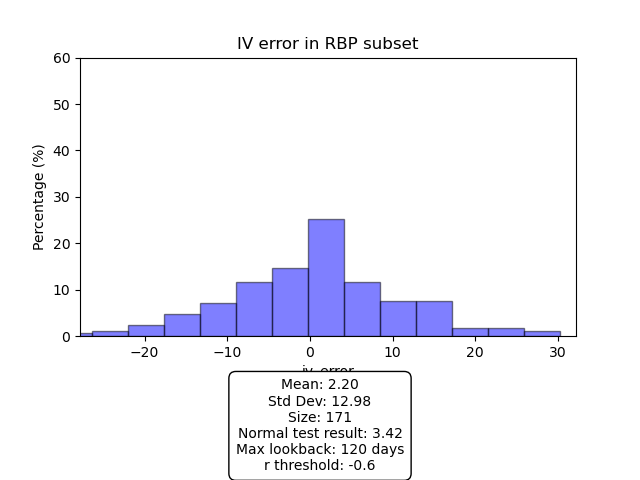 IV error in RBP subset
60
50
40
30
20
10
0
Percentage (%)
−20 −10 0 10 20 30
iv_error
Mean: 2.20
Std Dev: 12.98
Size: 171
Normal test result: 3.42
Max lookback: 120 days
r threshold: -0.6